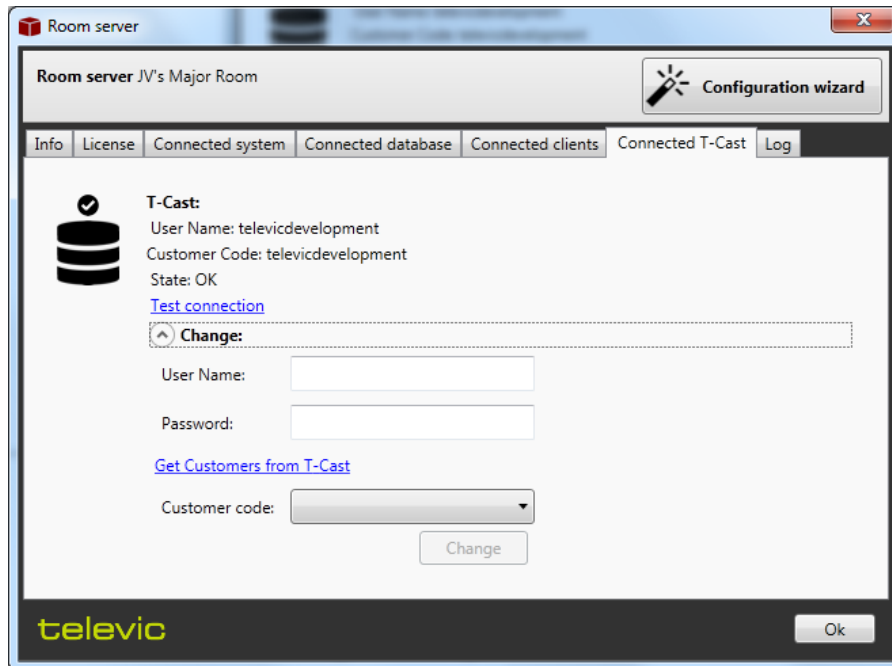 Room server
Room server JV's Major Room
Configuration wizard
Info License Connected system Connected database Connected clients Connected T-Cast Log
T-Cast:
User Name: televicdevelopment
Customer Code: televicdevelopment
State: OK
Test connection
Change:
User Name:
Password:
Get Customers from T-Cast
Customer code:
Change
televic
Ok